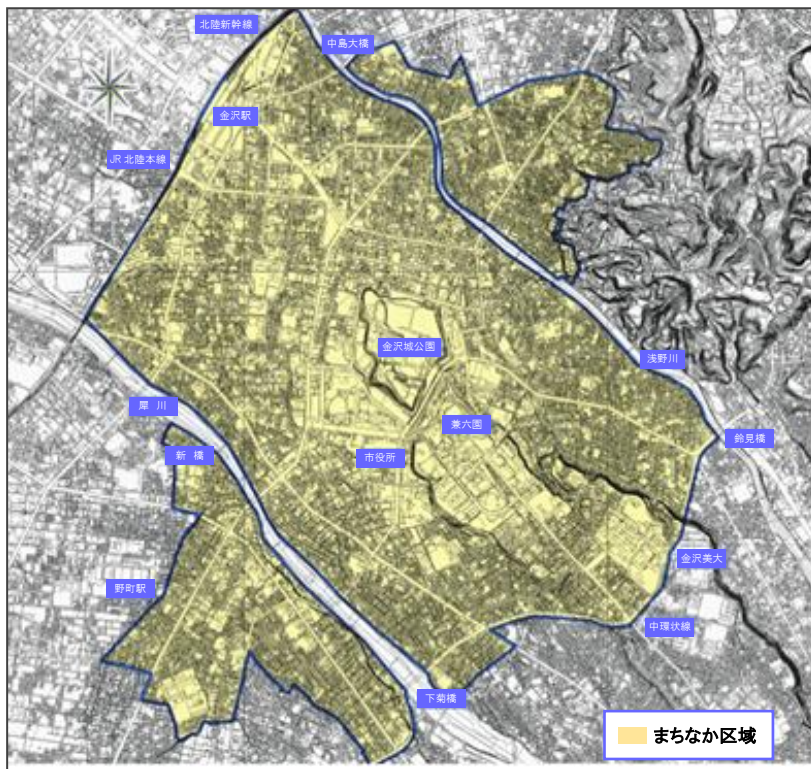 北陸新幹線
中島大橋
金沢駅
JR北陸本線
金沢城公園
浅野川
犀 川
兼六園
鈴見橋
新 橋
市役所
金沢美大
野町駅
中環状線
下菊橋
まちなか区域